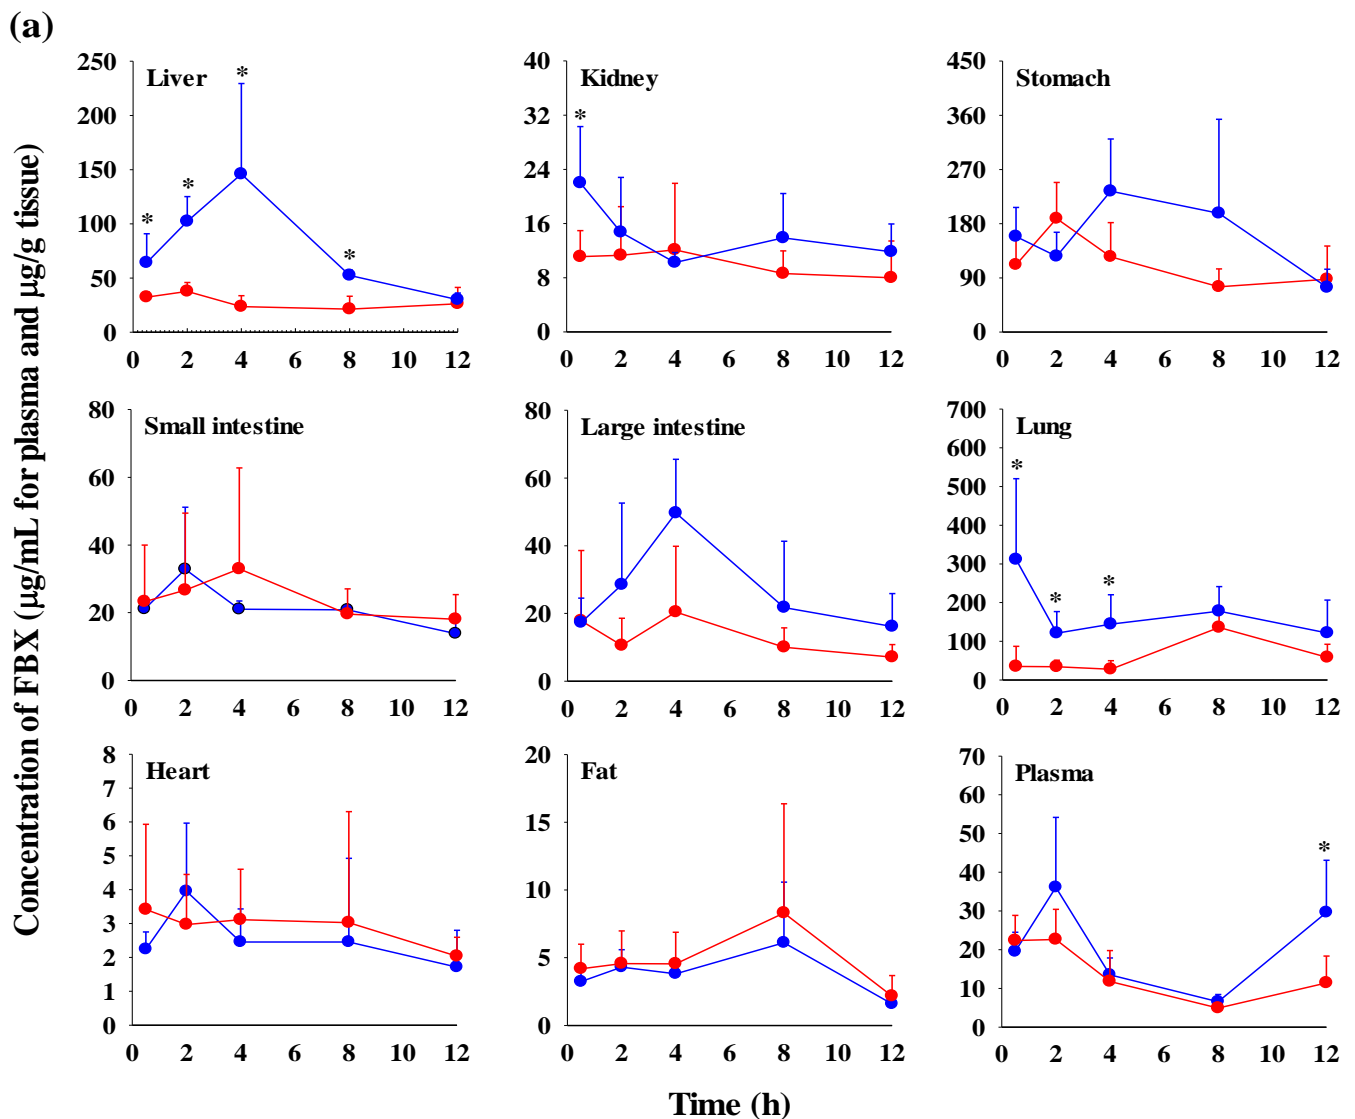 (a)
Concentration of FBX (μg/mL for plasma and μg/g tissue)
Liver
250
200
150
100
50
0
* * * *
0 2 4 6 8 10 12
Kidney
40
32
24
16
8
0
*
0 2 4 6 8 10 12
Stomach
450
360
270
180
90
0
0 2 4 6 8 10 12
Small intestine
80
60
40
20
0
0 2 4 6 8 10 12
Large intestine
80
60
40
20
0
0 2 4 6 8 10 12
Lung
700
600
500
400
300
200
100
0
* * *
0 2 4 6 8 10 12
Heart
8
7
6
5
4
3
2
1
0
0 2 4 6 8 10 12
Fat
20
15
10
5
0
0 2 4 6 8 10 12
Plasma
70
60
50
40
30
20
10
0
*
0 2 4 6 8 10 12
Time (h)